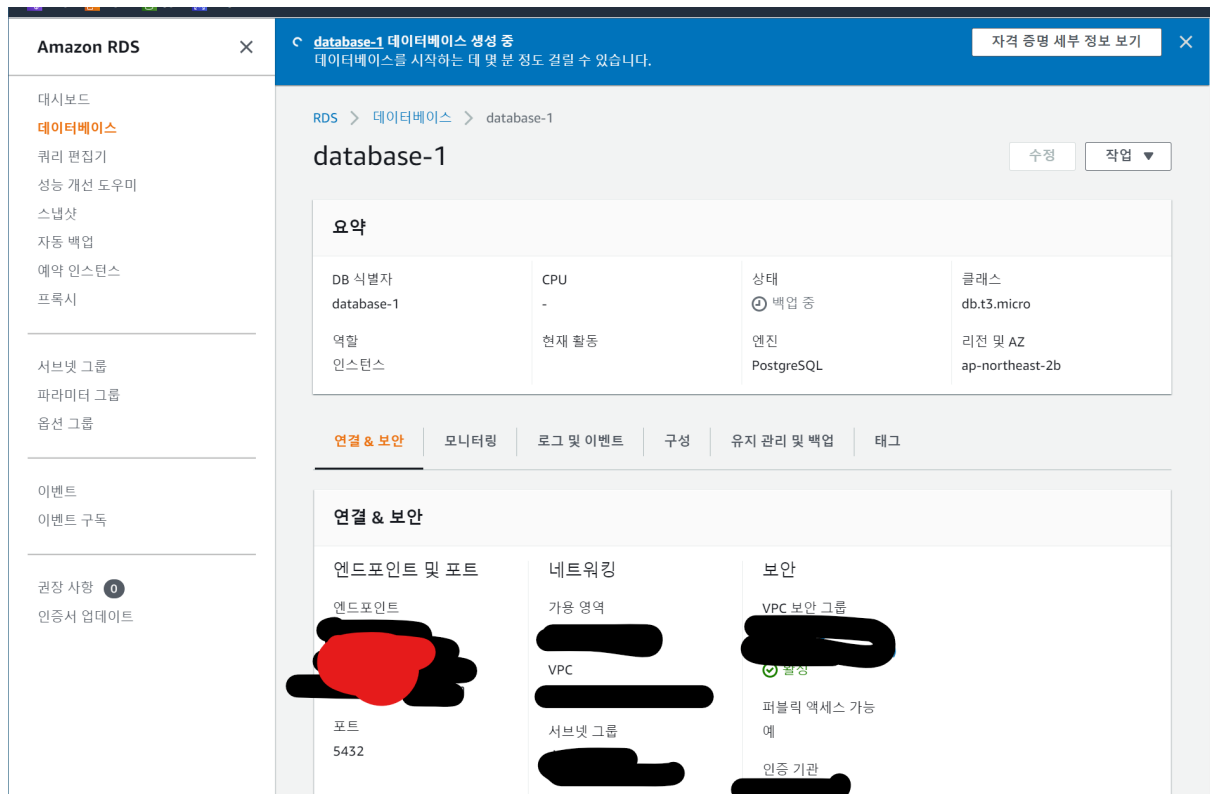 Amazon RDS
database-1 데이터베이스 생성 중
데이터베이스를 시작하는 데 몇 분 정도 걸릴 수 있습니다.
자격 증명 세부 정보 보기
대시보드
데이터베이스
쿼리 편집기
성능 개선 도우미
스냅샷
자동 백업
예약 인스턴스
프록시
서브넷 그룹
파라미터 그룹
옵션 그룹
이벤트
이벤트 구독
권장 사항 0
인증서 업데이트
RDS > 데이터베이스 > database-1
database-1
수정
작업
요약
DB 식별자
database-1
CPU
-
상태
백업 중
클래스
db.t3.micro
역할
인스턴스
현재 활동
엔진
PostgreSQL
리전 및 AZ
ap-northeast-2b
연결 & 보안
모니터링
로그 및 이벤트
구성
유지 관리 및 백업
태그
연결 & 보안
엔드포인트 및 포트
엔드포인트
포트
5432
네트워킹
가용 영역
VPC
서브넷 그룹
보안
VPC 보안 그룹
활성
퍼블릭 액세스 가능
예
인증 기관